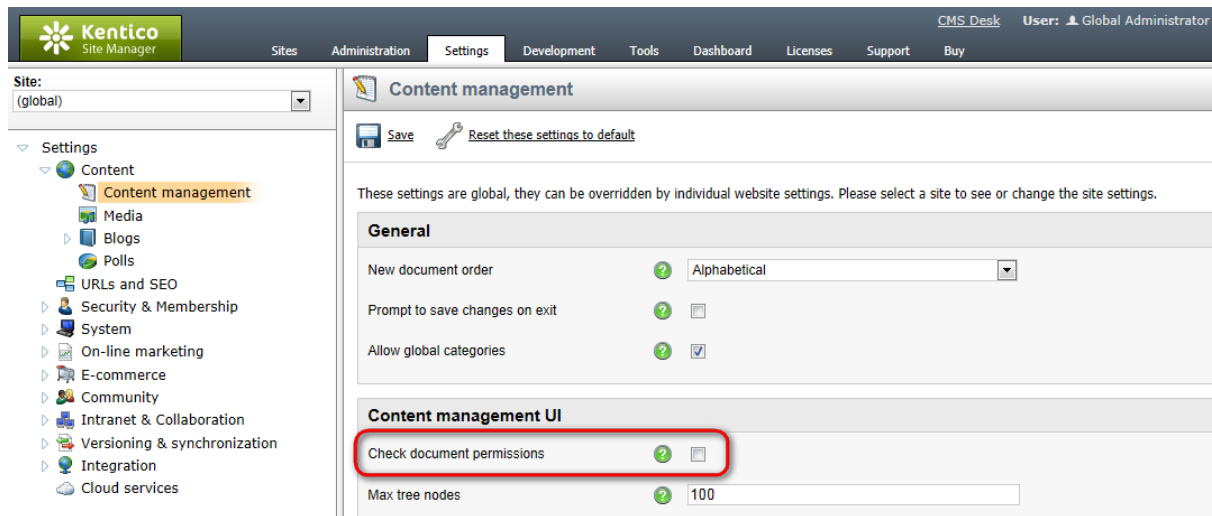 CMS Desk User: Global Administrator
Kentico
Site Manager
Sites Administration Settings Development Tools Dashboard Licenses Support Buy
Site:
(global)
Settings
Content
Content management
Media
Blogs
Polls
URLs and SEO
Security & Membership
System
On-line marketing
E-commerce
Community
Intranet & Collaboration
Versioning & synchronization
Integration
Cloud services
Content management
Save Reset these settings to default
These settings are global, they can be overridden by individual website settings. Please select a site to see or change the site settings.
General
New document order ? Alphabetical
Prompt to save changes on exit ?
Allow global categories ?
Content management UI
Check document permissions ?
Max tree nodes ? 100